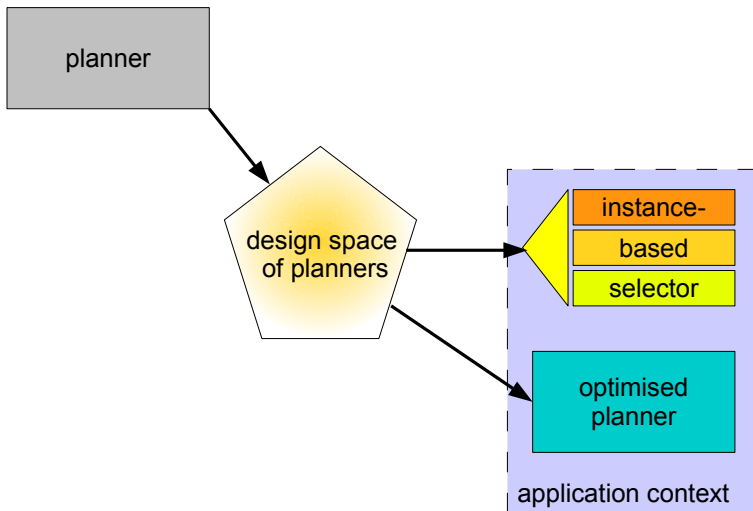 planner
design space
of planners
instance-
based
selector
optimised
planner
application context